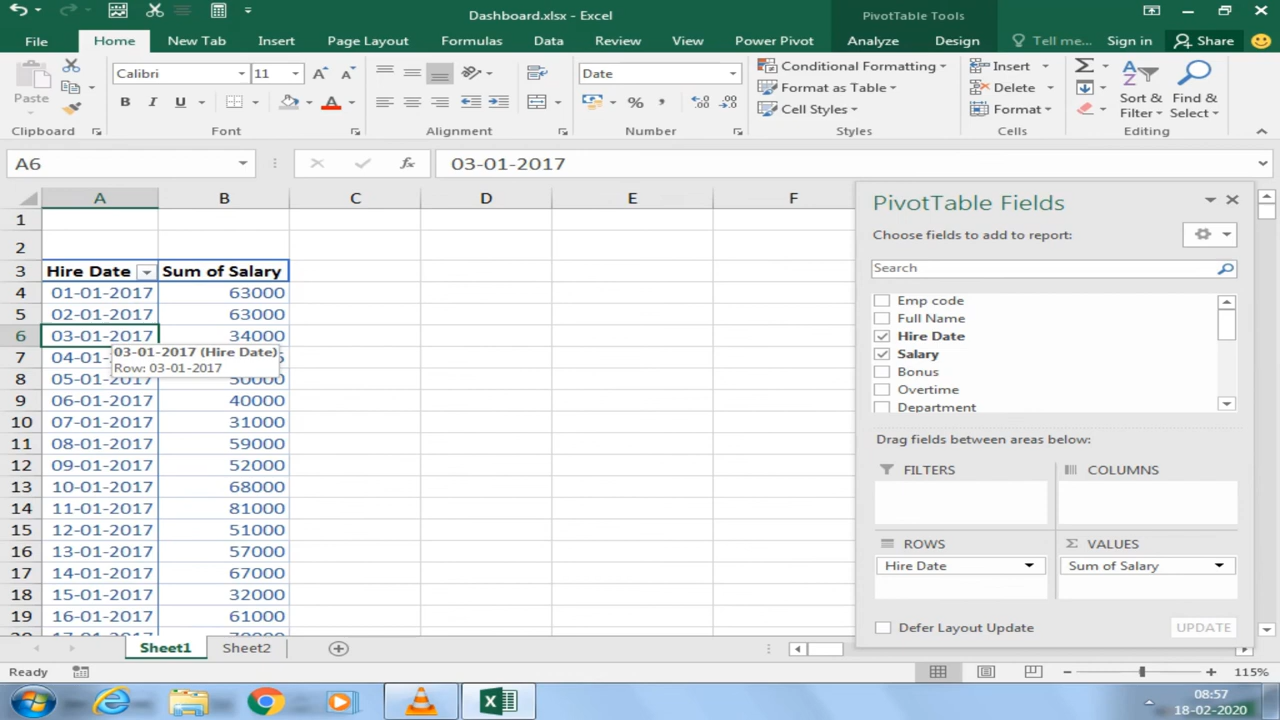 Dashboard.xlsx - Excel
PivotTable Tools
File
Home
New Tab
Insert
Page Layout
Formulas
Data
Review
View
Power Pivot
Analyze
Design
Tell me...
Sign in
Share
Paste
Clipboard
Calibri
11
B I U
A
Font
Alignment
Date
%
Number
Conditional Formatting
Format as Table
Cell Styles
Styles
Insert
Delete
Format
Cells
Sort & Filter
Find & Select
Editing
A6
fx
03-01-2017
A B C D E F
1
2
3 Hire Date Sum of Salary
4 01-01-2017 63000
5 02-01-2017 63000
6 03-01-2017 34000
7 04-01-
8 05-01-2017 50000
9 06-01-2017 40000
10 07-01-2017 31000
11 08-01-2017 59000
12 09-01-2017 52000
13 10-01-2017 68000
14 11-01-2017 81000
15 12-01-2017 51000
16 13-01-2017 57000
17 14-01-2017 67000
18 15-01-2017 32000
19 16-01-2017 61000
03-01-2017 (Hire Date)
Row: 03-01-2017
PivotTable Fields
Choose fields to add to report:
Search
Emp code
Full Name
Hire Date
Salary
Bonus
Overtime
Department
Drag fields between areas below:
FILTERS
COLUMNS
ROWS
Hire Date
VALUES
Sum of Salary
Defer Layout Update
UPDATE
Sheet1
Sheet2
Ready
115%
08:57
18-02-2020